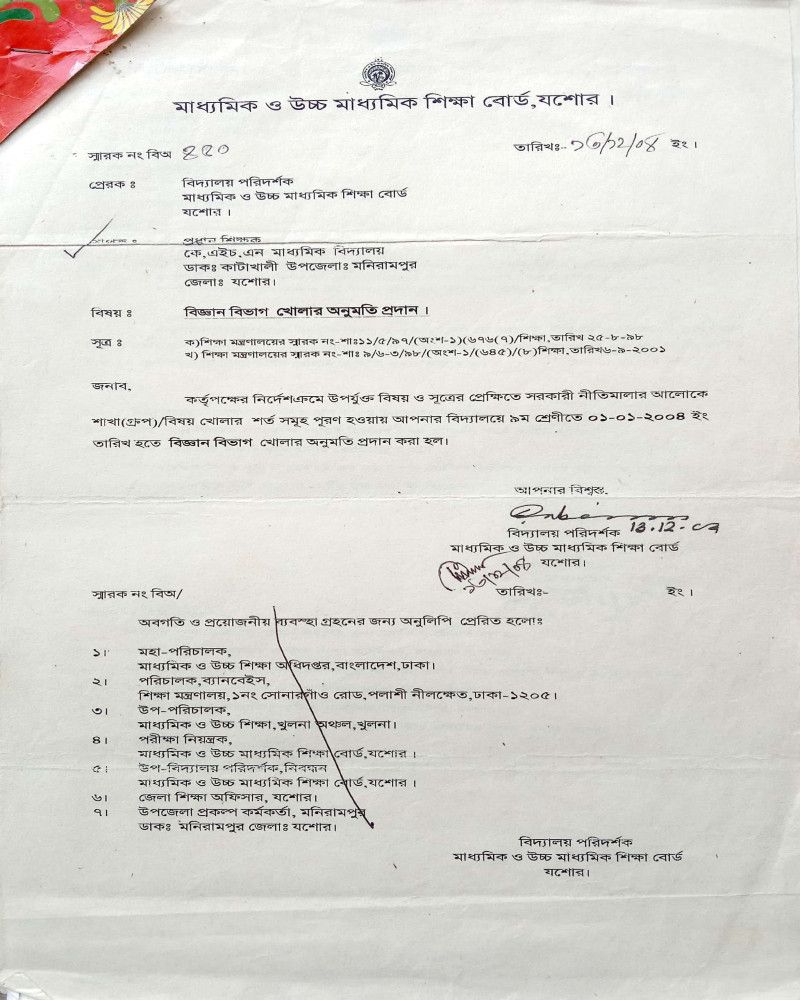 মাধ্যমিক ও উচ্চ মাধ্যমিক শিক্ষা বোর্ড,যশোর ।
স্মারক নং বিঅ ৪২০ তারিখঃ- ১৩/১২/০৪ ইং ।
প্রেরক ঃ বিদ্যালয় পরিদর্শক
মাধ্যমিক ও উচ্চ মাধ্যমিক শিক্ষা বোর্ড
যশোর ।
প্রধান শিক্ষক
কে,এইচ,এন মাধ্যমিক বিদ্যালয়
ডাকঃ কাটাখালী উপজেলাঃ মনিরামপুর
জেলাঃ যশোর।
বিষয় ঃ বিজ্ঞান বিভাগ খোলার অনুমতি প্রদান ।
সূত্র ঃ ক)শিক্ষা মন্ত্রণালয়ের স্মারক নং-শাঃ১১/৫/৯৭/(অংশ-১)(৬৭৬(৭)/শিক্ষা,তারিখ ২৫-৮-৯৮
খ) শিক্ষা মন্ত্রণালয়ের স্মারক নং-শাঃ ৯/৬-৩/৯৮/(অংশ-১/(৬৪৫)/(৮)শিক্ষা,তারিখ৬-৯-২০০১
জনাব,
কর্তৃপক্ষের নির্দেশক্রমে উপর্যুক্ত বিষয় ও সূত্রের প্রেক্ষিতে সরকারী নীতিমালার আলোকে
শাখা(গ্রুপ)/বিষয় খোলার শর্ত সমূহ পূরণ হওয়ায় আপনার বিদ্যালয়ে ৯ম শ্রেণীতে ০১-০১-২০০৪ ইং
তারিখ হতে বিজ্ঞান বিভাগ খোলার অনুমতি প্রদান করা হল।
আপনার বিশ্বস্ত,
13.12-03
বিদ্যালয় পরিদর্শক
মাধ্যমিক ও উচ্চ মাধ্যমিক শিক্ষা বোর্ড
যশোর।
স্মারক নং বিঅ/ তারিখঃ- ইং ।
অবগতি ও প্রয়োজনীয় ব্যবস্হা গ্রহনের জন্য অনুলিপি প্রেরিত হলোঃ
১। মহা-পরিচালক,
মাধ্যমিক ও উচ্চ শিক্ষা অধিদপ্তর,বাংলাদেশ,ঢাকা।
২। পরিচালক,ব্যানবেইস,
শিক্ষা মন্ত্রণালয়,১নং সোনারগাঁও রোড,পলাশী নীলক্ষেত,ঢাকা-১২০৫।
৩। উপ-পরিচালক,
মাধ্যমিক ও উচ্চ শিক্ষা,খুলনা অঞ্চল,খুলনা।
৪। পরীক্ষা নিয়ন্ত্রক,
মাধ্যমিক ও উচ্চ মাধ্যমিক শিক্ষা বোর্ড,যশোর ।
৫। উপ-বিদ্যালয় পরিদর্শক,নিবন্ধন
মাধ্যমিক ও উচ্চ মাধ্যমিক শিক্ষা বোর্ড,যশোর ।
৬। জেলা শিক্ষা অফিসার, যশোর।
৭। উপজেলা প্রকল্প কর্মকর্তা, মনিরামপুর
ডাকঃ মনিরামপুর জেলাঃ যশোর।
বিদ্যালয় পরিদর্শক
মাধ্যমিক ও উচ্চ মাধ্যমিক শিক্ষা বোর্ড
যশোর।